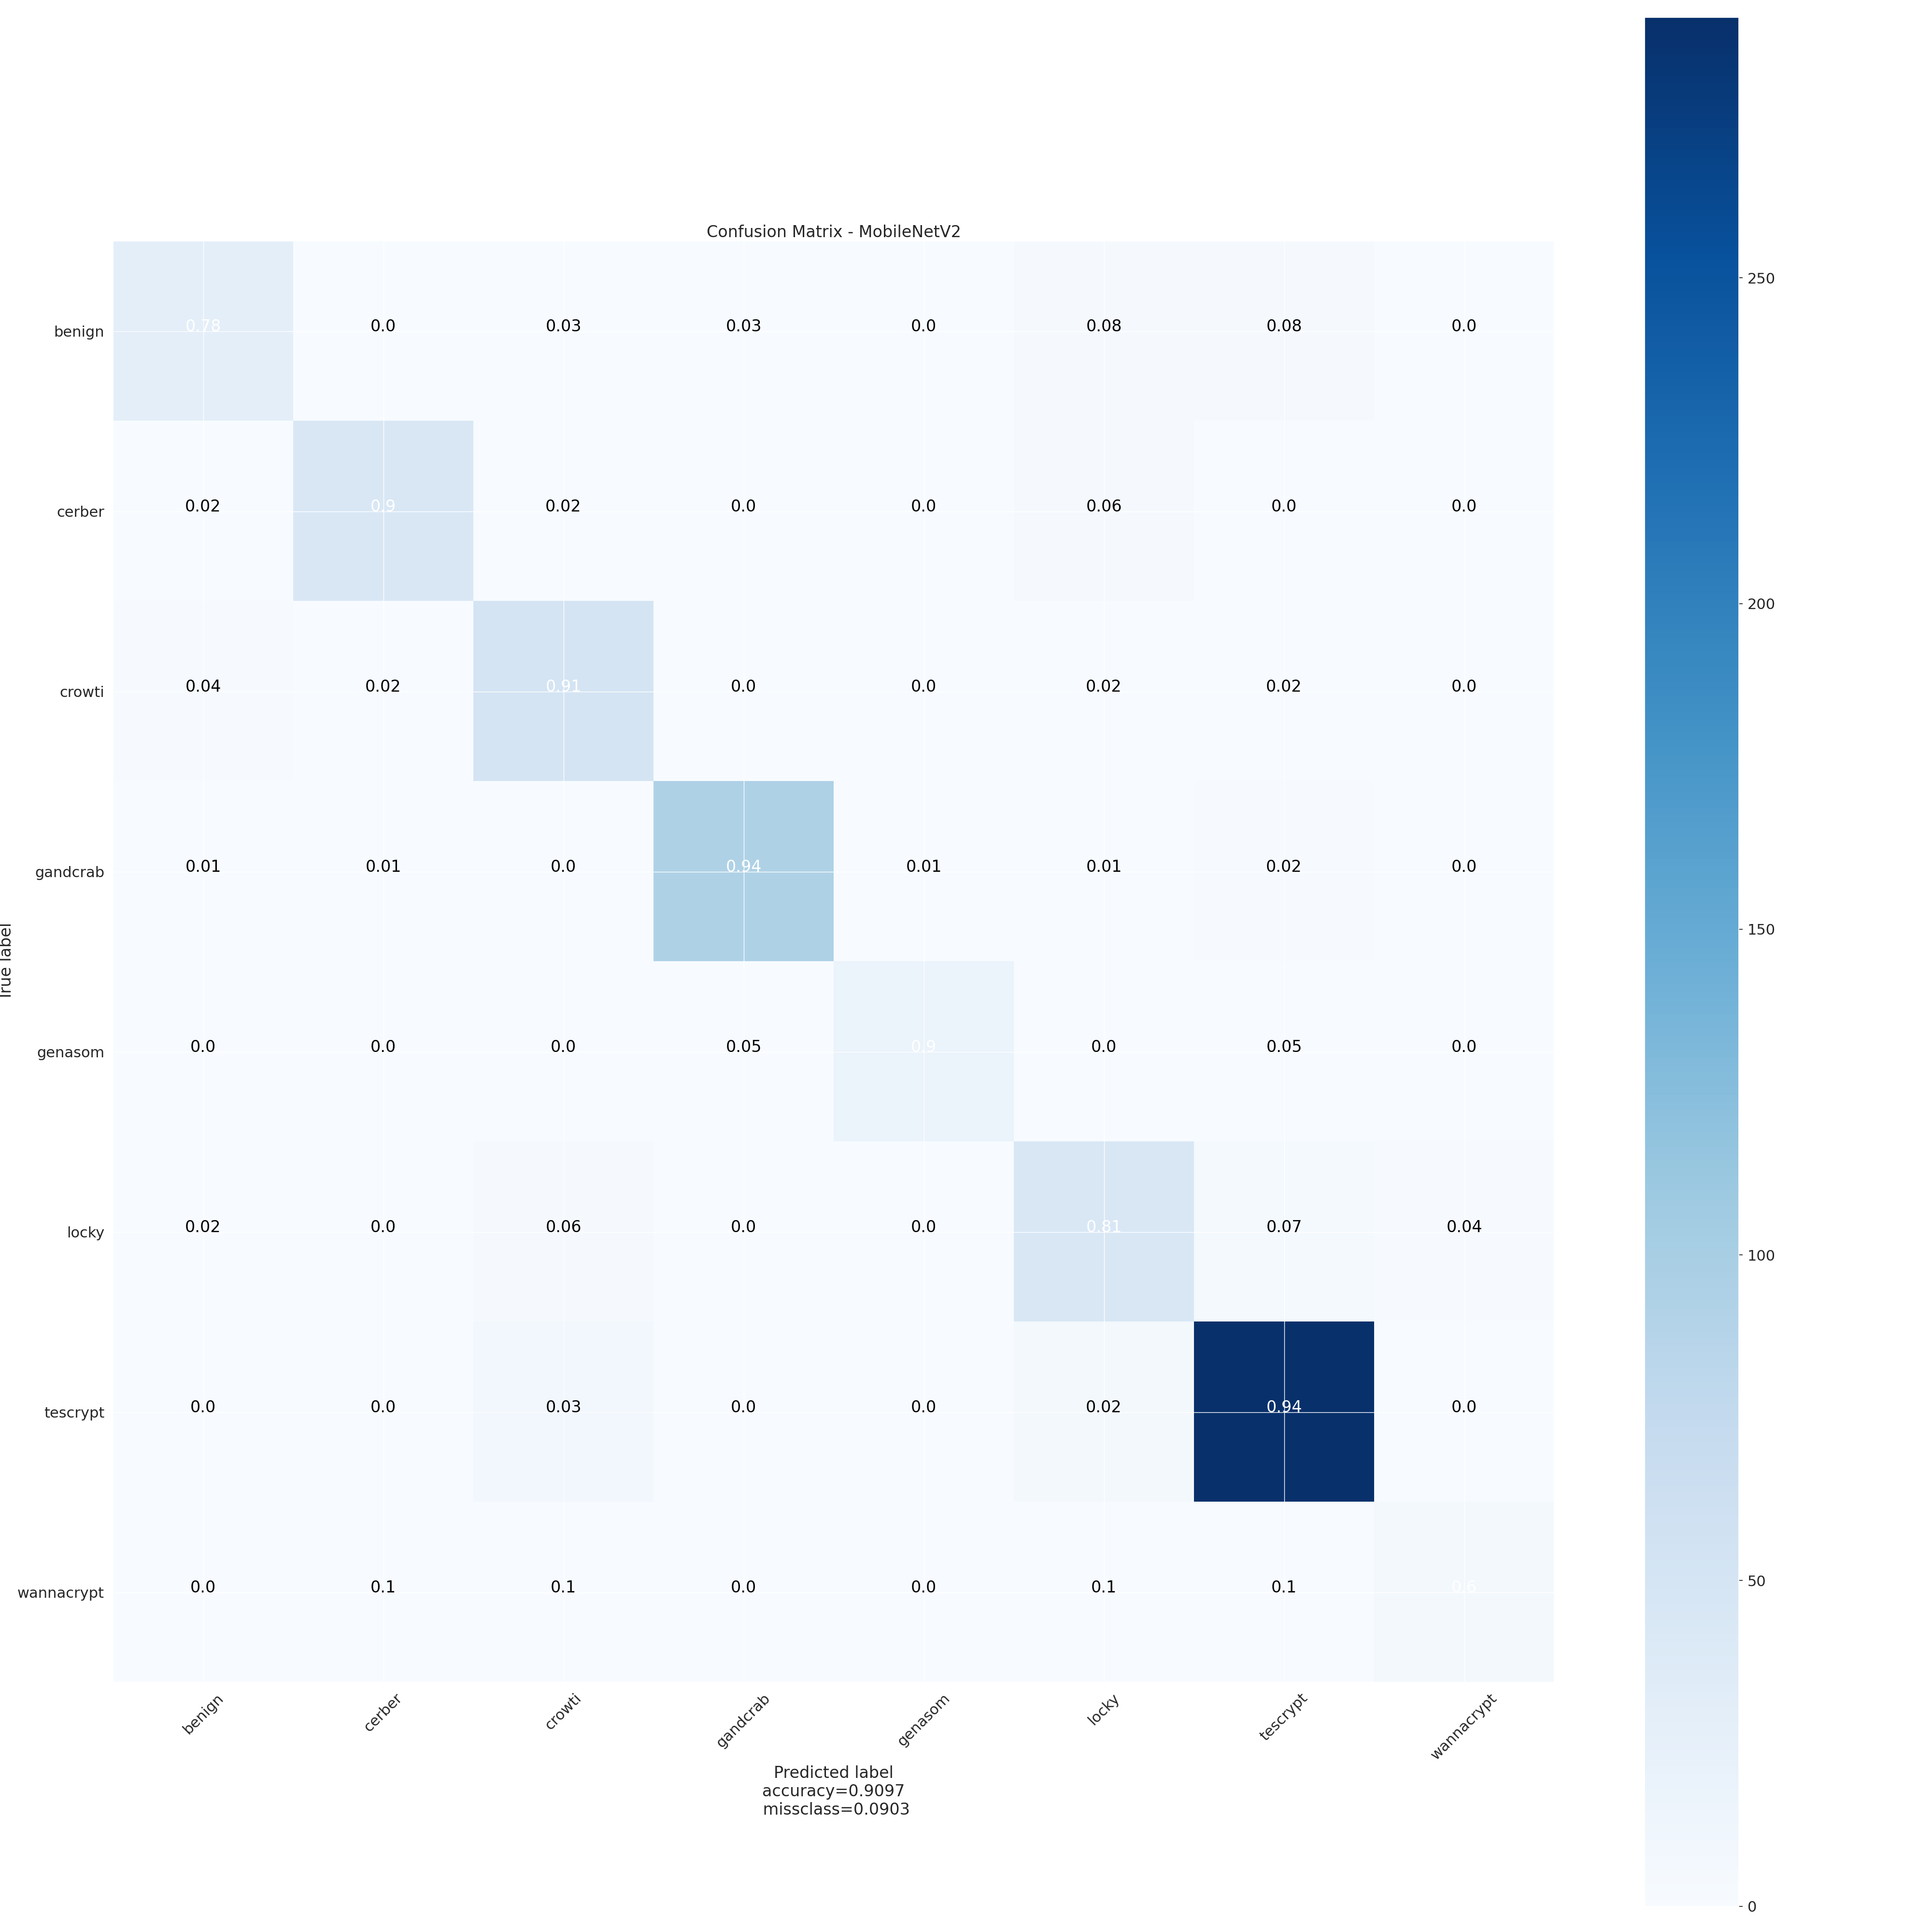 Confusion Matrix - MobileNetV2
benign 0.78 0.0 0.03 0.03 0.0 0.08 0.08 0.0
cerber 0.02 0.9 0.02 0.0 0.0 0.06 0.0 0.0
crowti 0.04 0.02 0.91 0.0 0.0 0.02 0.02 0.0
gandcrab 0.01 0.01 0.0 0.94 0.01 0.01 0.02 0.0
genasom 0.0 0.0 0.0 0.05 0.9 0.0 0.05 0.0
locky 0.02 0.0 0.06 0.0 0.0 0.81 0.07 0.04
tescrypt 0.0 0.0 0.03 0.0 0.0 0.02 0.94 0.0
wannacrypt 0.0 0.1 0.1 0.0 0.0 0.1 0.1 0.6
True label
benign cerber crowti gandcrab genasom locky tescrypt wannacrypt
Predicted label
accuracy=0.9097
missclass=0.0903
250
200
150
100
50
0